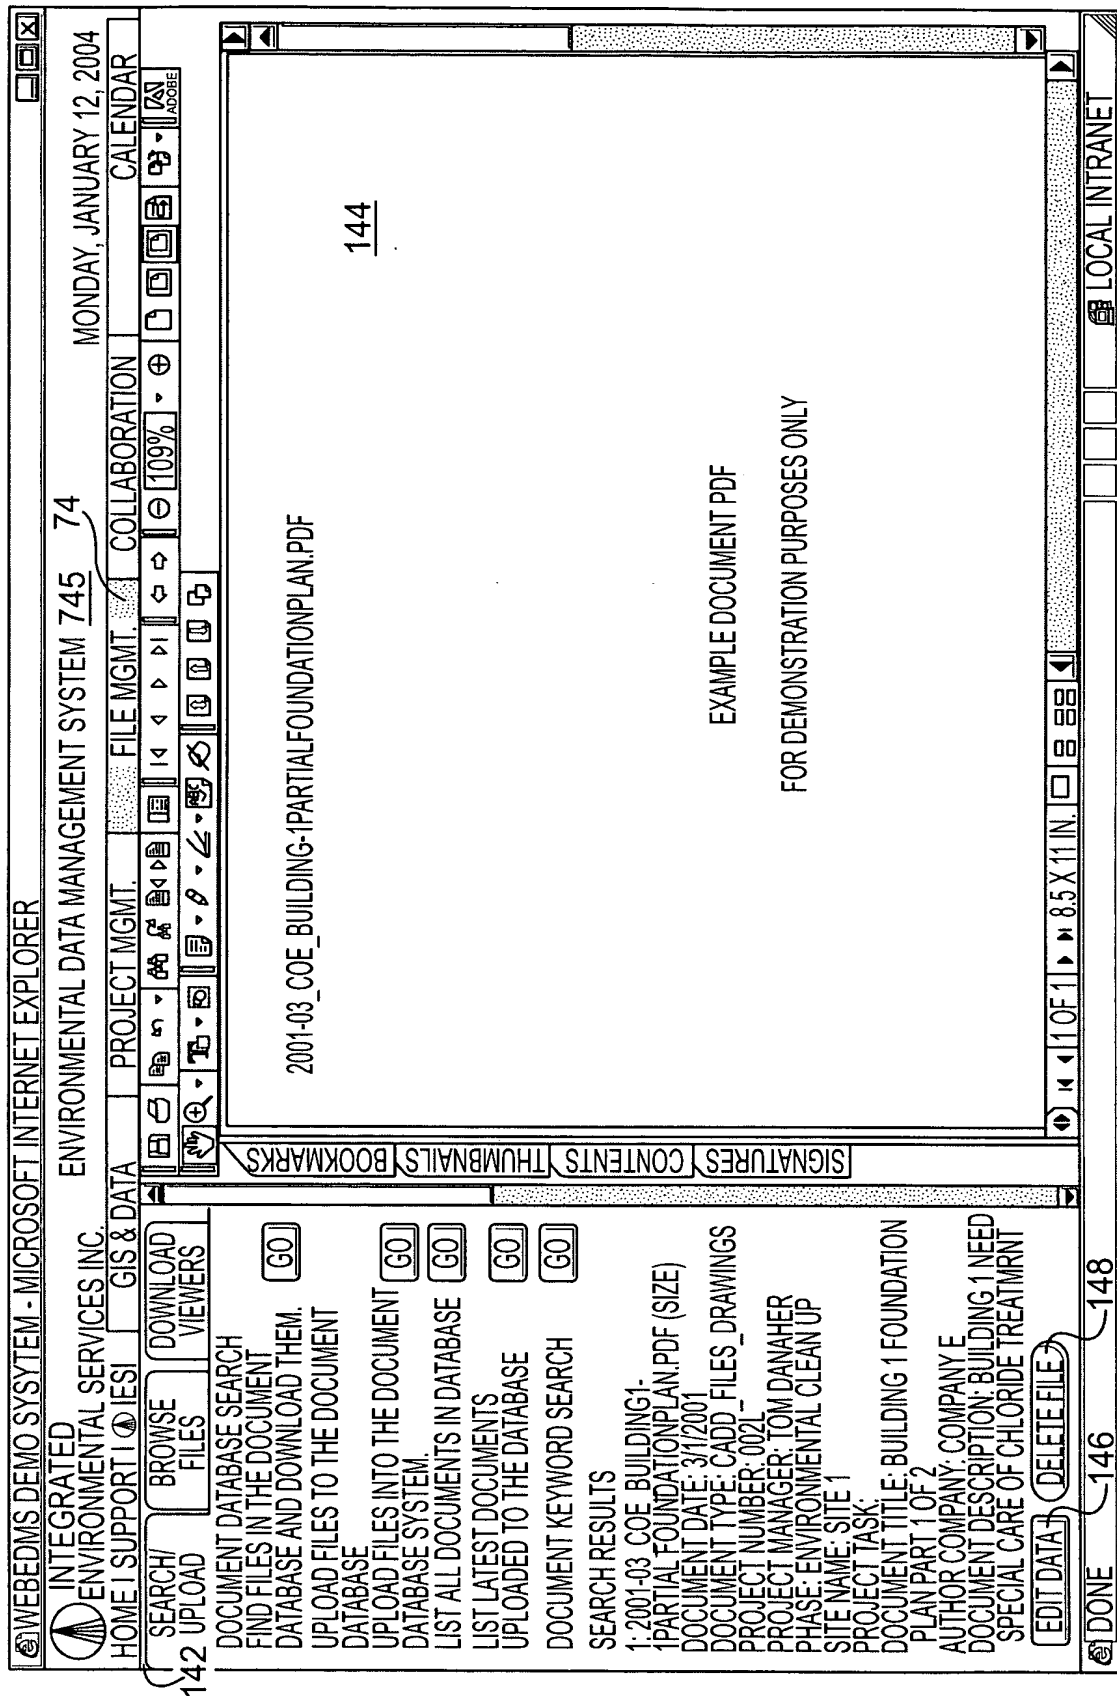 WEBEDMS DEMO SYSYTEM - MICROSOFT INTERNET EXPLORER
INTEGRATED
ENVIRONMENTAL SERVICES INC.
ENVIRONMENTAL DATA MANAGEMENT SYSTEM 745
74
MONDAY, JANUARY 12, 2004
HOME I SUPPORT I IESI
GIS & DATA
PROJECT MGMT.
FILE MGMT.
COLLABORATION
CALENDAR
109%
ADOBE
ABC
142
SEARCH/
UPLOAD
BROWSE
FILES
DOWNLOAD
VIEWERS
DOCUMENT DATABASE SEARCH
FIND FILES IN THE DOCUMENT
DATABASE AND DOWNLOAD THEM. GO
UPLOAD FILES TO THE DOCUMENT
DATABASE
UPLOAD FILES INTO THE DOCUMENT
DATABASE SYSTEM. GO
LIST ALL DOCUMENTS IN DATABASE GO
LIST LATEST DOCUMENTS
UPLOADED TO THE DATABASE GO
DOCUMENT KEYWORD SEARCH GO
SEARCH RESULTS
1: 2001-03_COE_BUILDING1-
1PARTIAL FOUNDATIONPLAN.PDF (SIZE)
DOCUMENT DATE: 3/1/2001
DOCUMENT TYPE: CADD_FILES_DRAWINGS
PROJECT NUMBER: 002L
PROJECT MANAGER: TOM DANAHER
PHASE: ENVIRONMENTAL CLEAN UP
SITE NAME: SITE 1
PROJECT TASK:
DOCUMENT TITLE: BUILDING 1 FOUNDATION
PLAN PART 1 OF 2
AUTHOR COMPANY: COMPANY E
DOCUMENT DESCRIPTION: BUILDING 1 NEED
SPECIAL CARE OF CHLORIDE TREATMRNT
EDIT DATA
DELETE FILE
146
148
BOOKMARKS
THUMBNAILS
CONTENTS
SIGNATURES
2001-03_COE_BUILDING-1PARTIALFOUNDATIONPLAN.PDF
144
EXAMPLE DOCUMENT PDF
FOR DEMONSTRATION PURPOSES ONLY
1 OF 1
8.5 X 11 IN.
DONE
LOCAL INTRANET